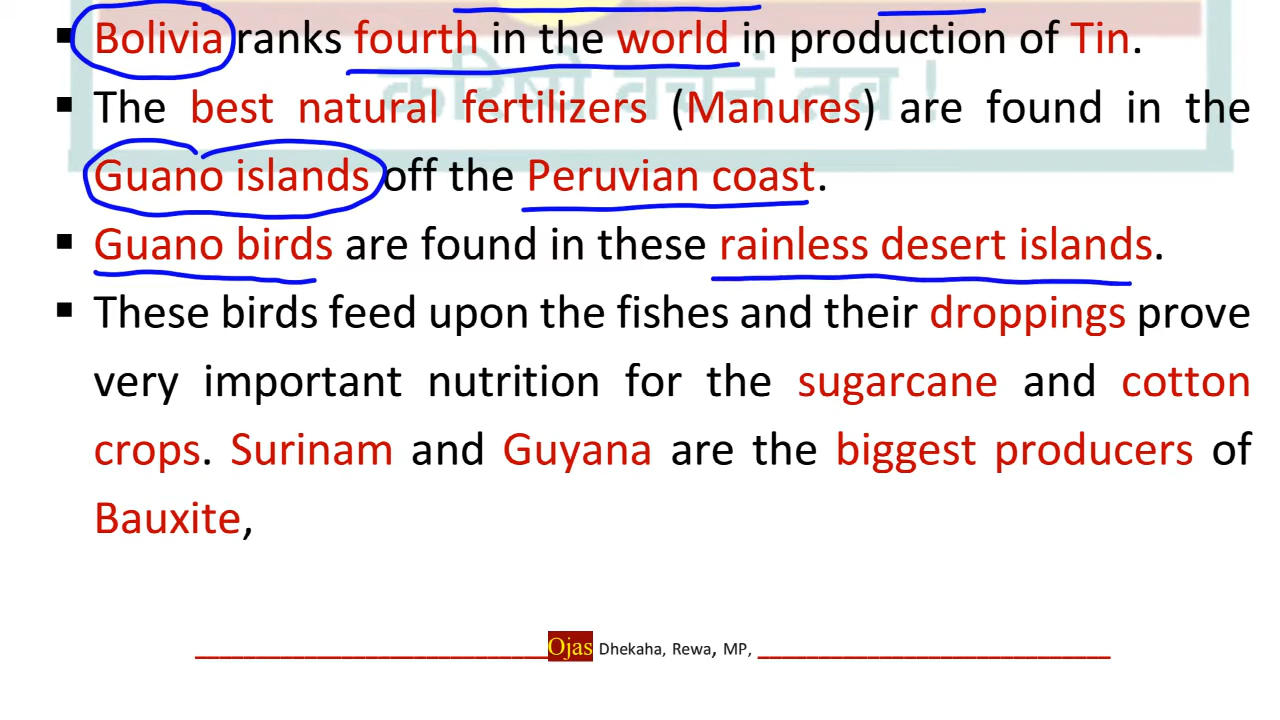 ▪ Bolivia ranks fourth in the world in production of Tin.
करिष्ये वचनं तव !
▪ The best natural fertilizers (Manures) are found in the
Guano islands off the Peruvian coast.
▪ Guano birds are found in these rainless desert islands.
▪ These birds feed upon the fishes and their droppings prove
very important nutrition for the sugarcane and cotton
crops. Surinam and Guyana are the biggest producers of
Bauxite,
Ojas Dhekaha, Rewa, MP,